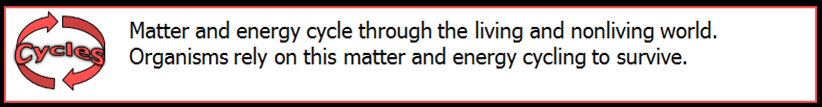 Cycles
Matter and energy cycle through the living and nonliving world.
Organisms rely on this matter and energy cycling to survive.